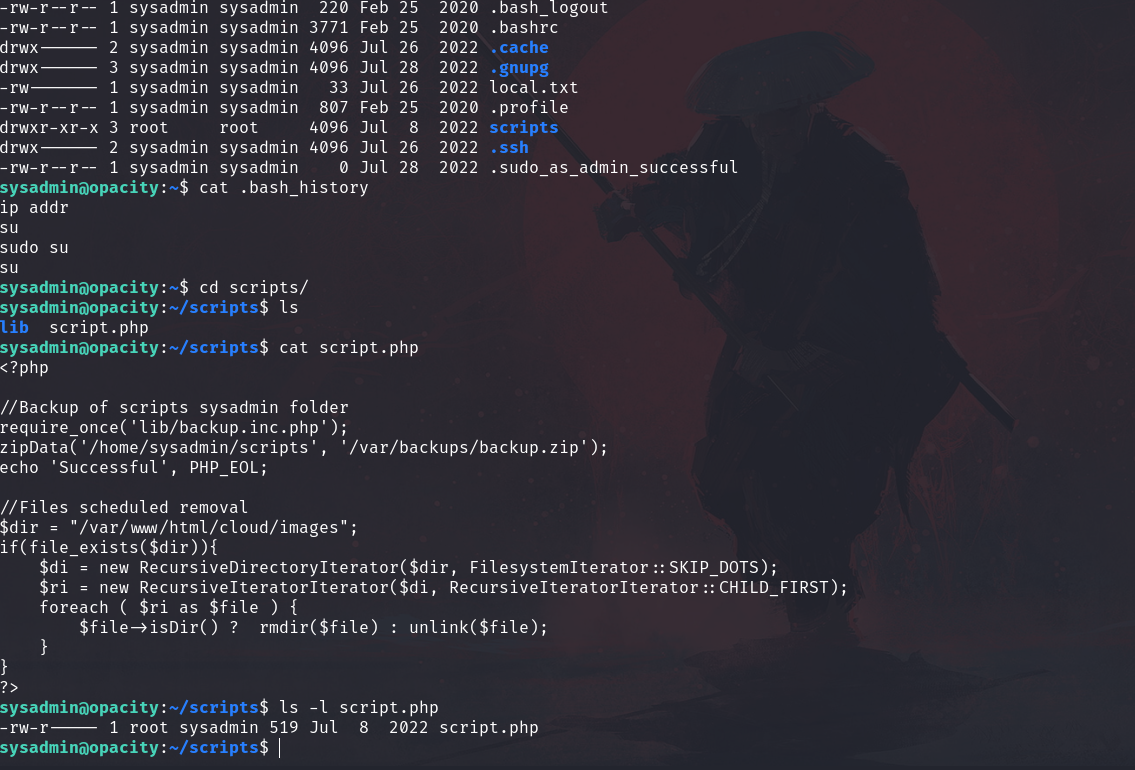 -rw-r--r-- 1 sysadmin sysadmin  220 Feb 25  2020 .bash_logout
-rw-r--r-- 1 sysadmin sysadmin 3771 Feb 25  2020 .bashrc
drwx------ 2 sysadmin sysadmin 4096 Jul 26  2022 .cache
drwx------ 3 sysadmin sysadmin 4096 Jul 28  2022 .gnupg
-rw------- 1 sysadmin sysadmin   33 Jul 26  2022 local.txt
-rw-r--r-- 1 sysadmin sysadmin  807 Feb 25  2020 .profile
drwxr-xr-x 3 root     root     4096 Jul  8  2022 scripts
drwx------ 2 sysadmin sysadmin 4096 Jul 26  2022 .ssh
-rw-r--r-- 1 sysadmin sysadmin    0 Jul 28  2022 .sudo_as_admin_successful
sysadmin@opacity:~$ cat .bash_history
ip addr
su
sudo su
su
sysadmin@opacity:~$ cd scripts/
sysadmin@opacity:~/scripts$ ls
lib  script.php
sysadmin@opacity:~/scripts$ cat script.php
<?php

//Backup of scripts sysadmin folder
require_once('lib/backup.inc.php');
zipData('/home/sysadmin/scripts', '/var/backups/backup.zip');
echo 'Successful', PHP_EOL;

//Files scheduled removal
$dir = "/var/www/html/cloud/images";
if(file_exists($dir)){
    $di = new RecursiveDirectoryIterator($dir, FilesystemIterator::SKIP_DOTS);
    $ri = new RecursiveIteratorIterator($di, RecursiveIteratorIterator::CHILD_FIRST);
    foreach ( $ri as $file ) {
        $file->isDir() ?  rmdir($file) : unlink($file);
    }
}
?>
sysadmin@opacity:~/scripts$ ls -l script.php
-rw-r----- 1 root sysadmin 519 Jul  8  2022 script.php
sysadmin@opacity:~/scripts$